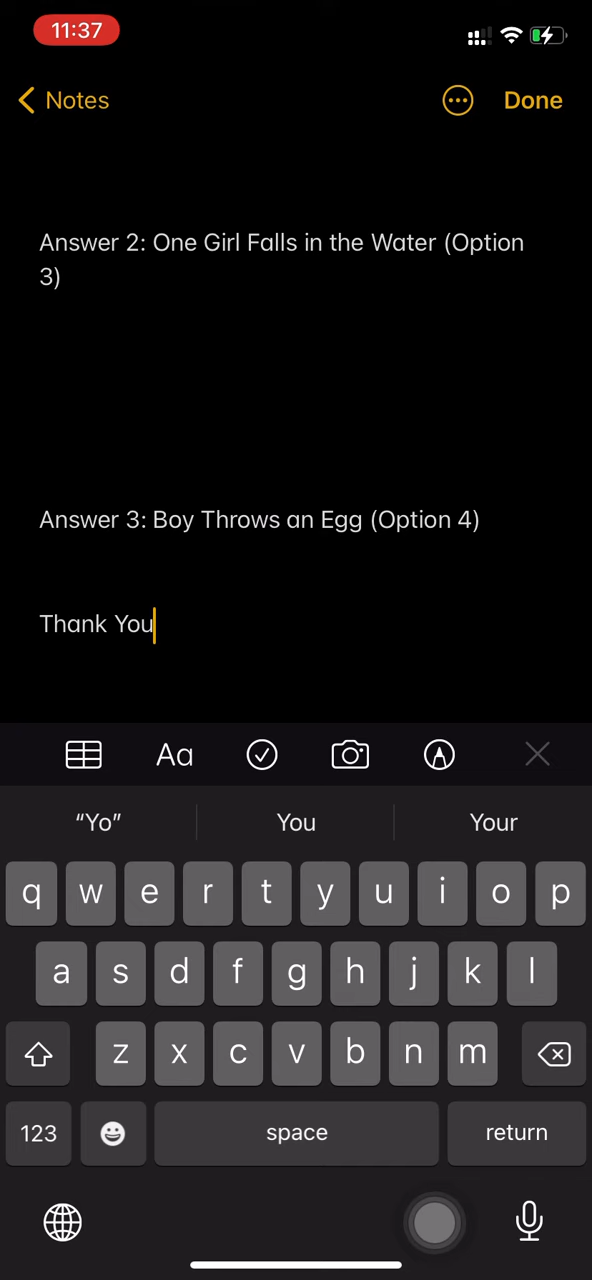 11:37
Notes
Done
Answer 2: One Girl Falls in the Water (Option
3)
Answer 3: Boy Throws an Egg (Option 4)
Thank You
Aa
“Yo” You Your
q w e r t y u i o p
a s d f g h j k l
z x c v b n m
123 space return